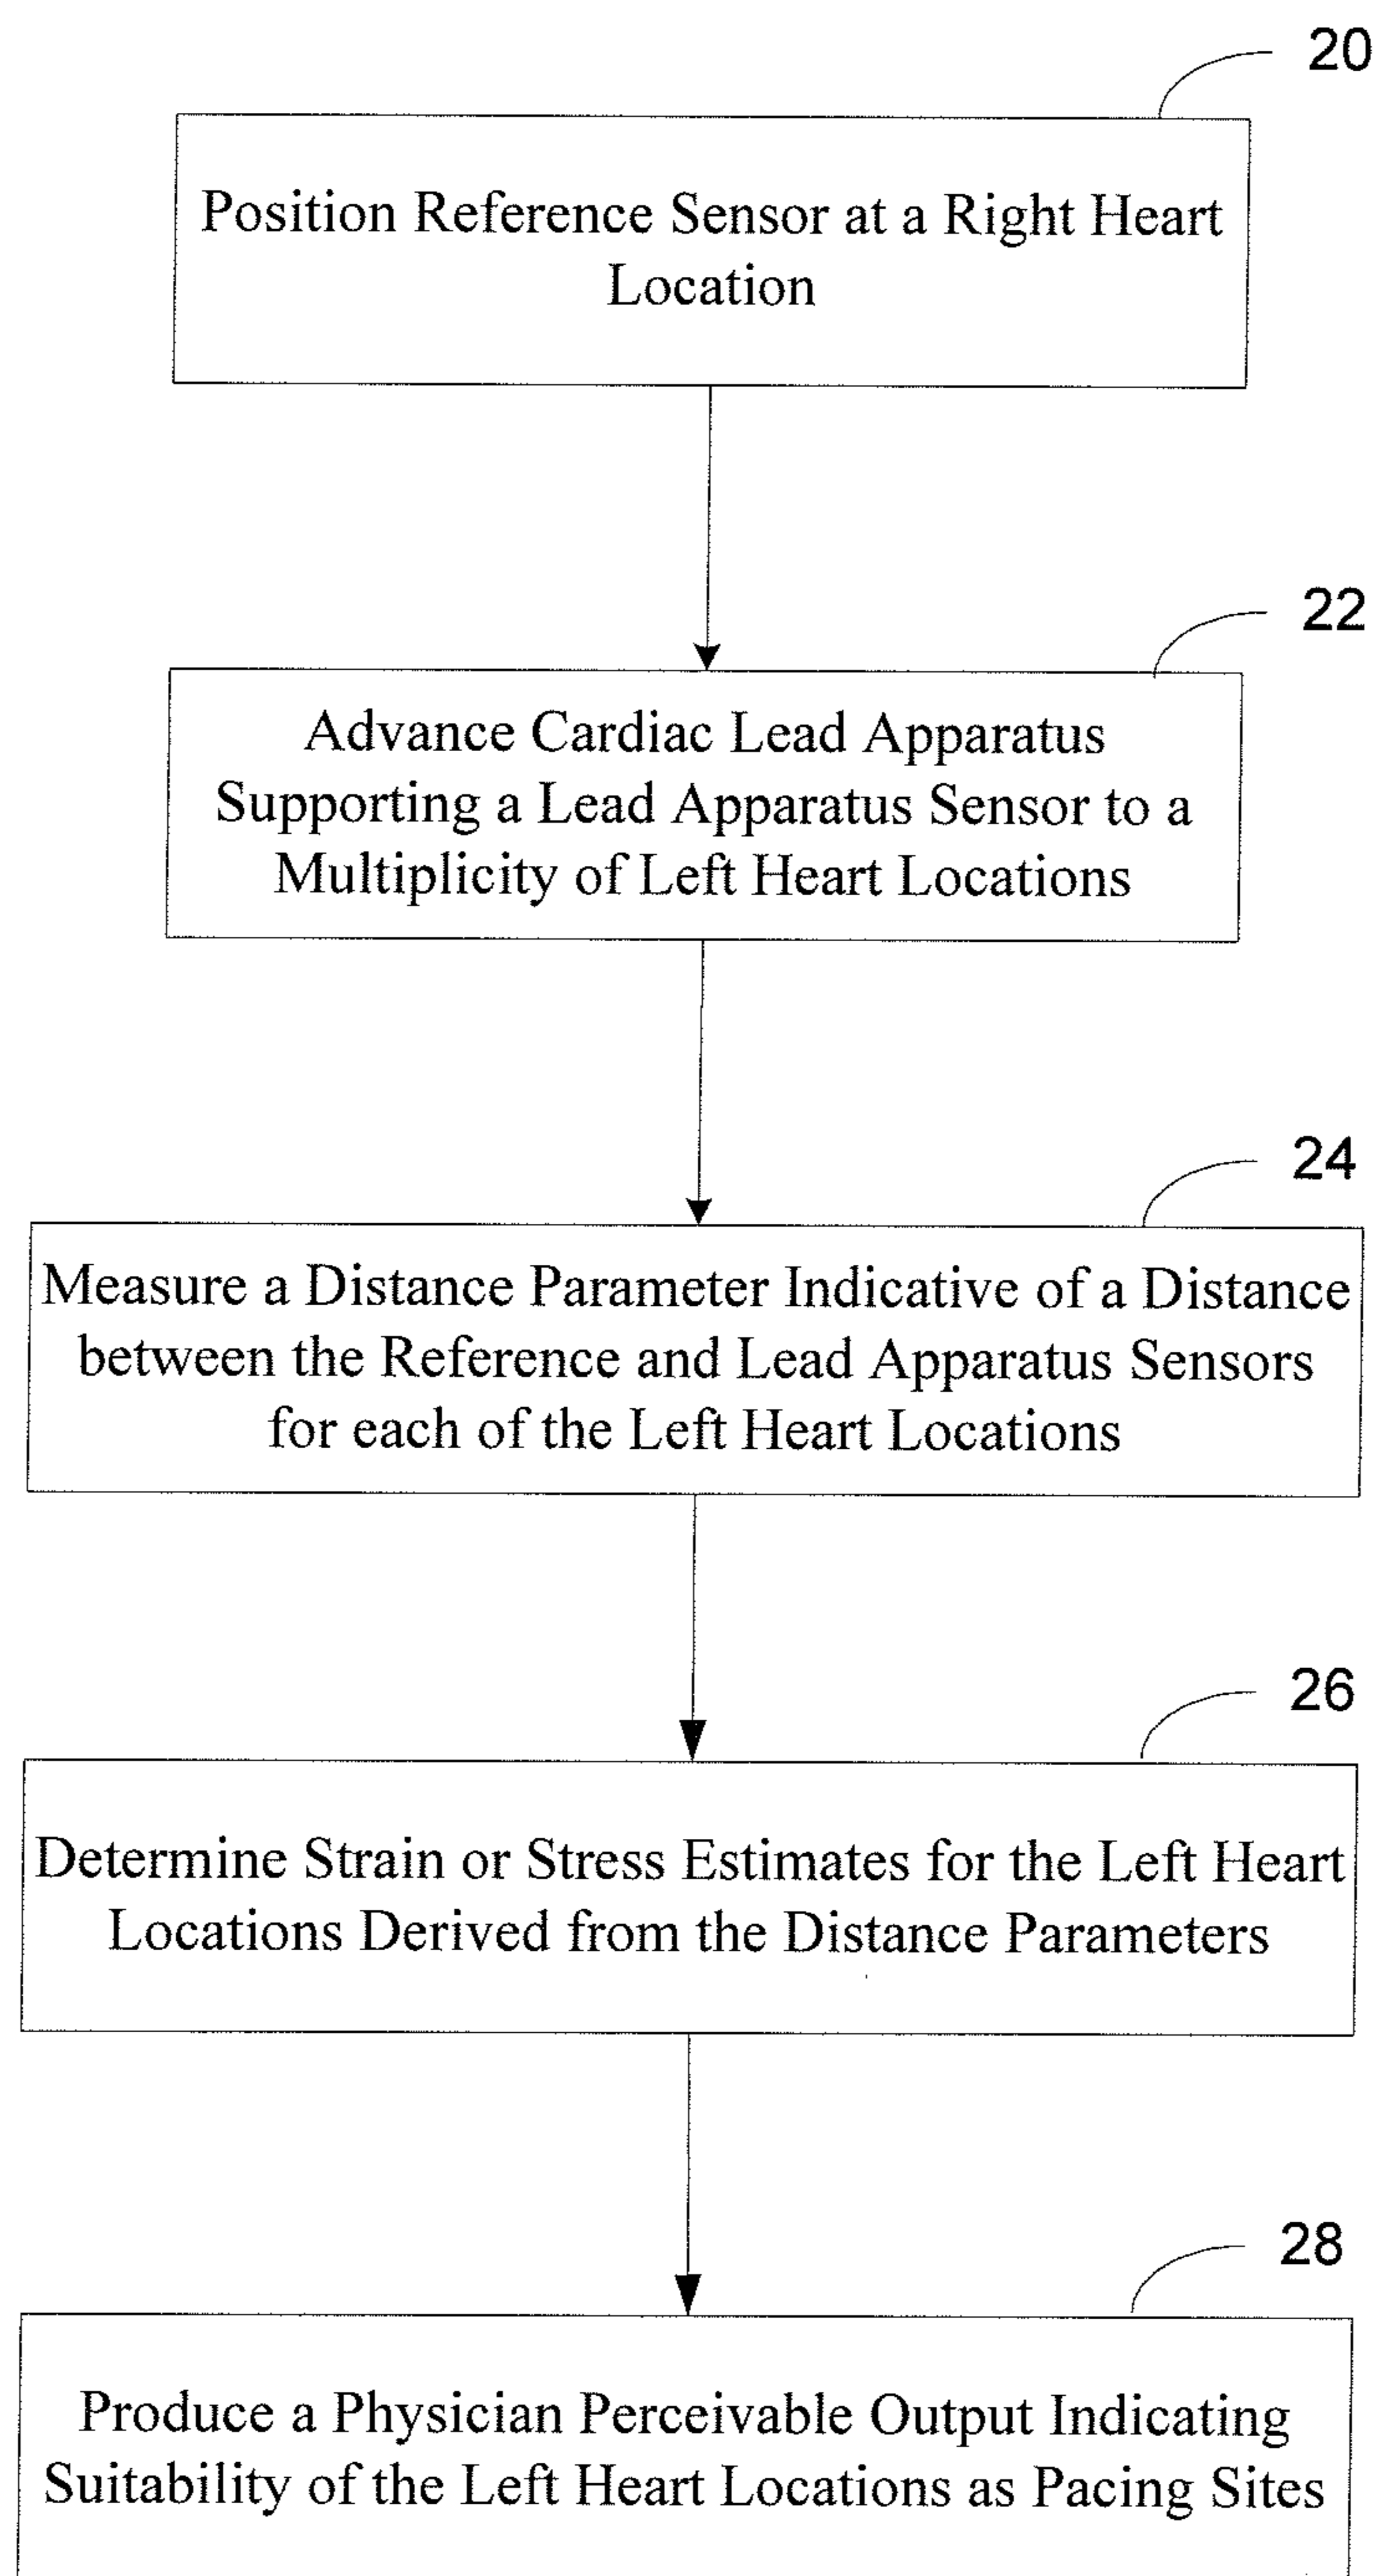 20
Position Reference Sensor at a Right Heart
Location
22
Advance Cardiac Lead Apparatus
Supporting a Lead Apparatus Sensor to a
Multiplicity of Left Heart Locations
24
Measure a Distance Parameter Indicative of a Distance
between the Reference and Lead Apparatus Sensors
for each of the Left Heart Locations
26
Determine Strain or Stress Estimates for the Left Heart
Locations Derived from the Distance Parameters
28
Produce a Physician Perceivable Output Indicating
Suitability of the Left Heart Locations as Pacing Sites